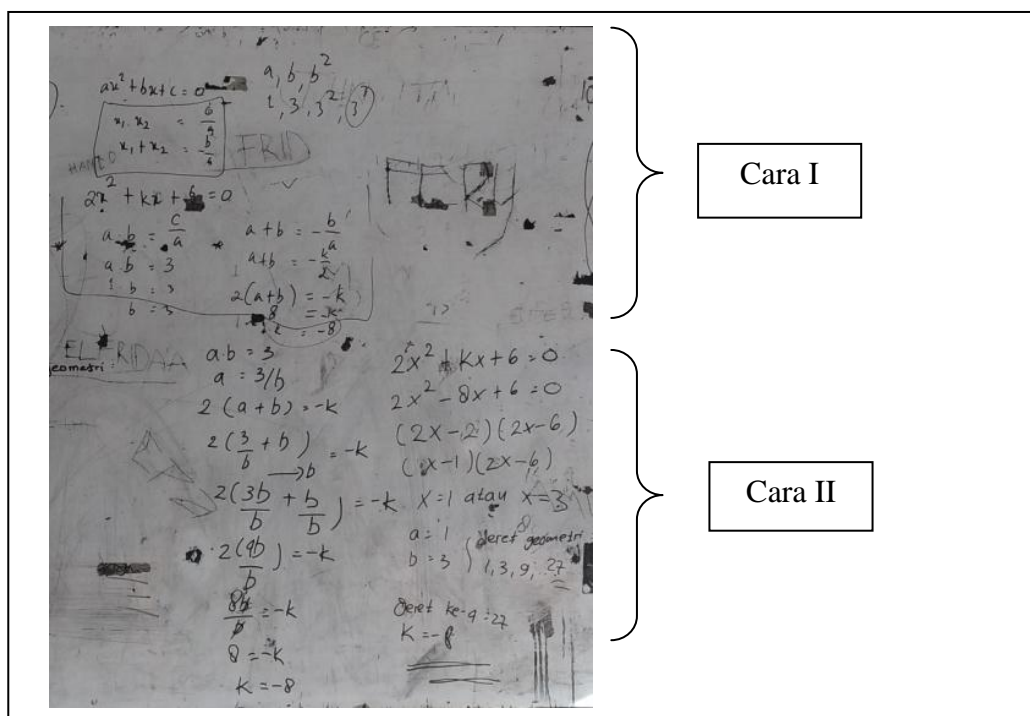 ax² + bx + c = 0
a, b, b²
1, 3, 3², 3³
x₁ . x₂ = 6/a
x₁ + x₂ = -b/a
FRID
2x² + kx + 6 = 0
a . b = c/a
a . b = 3
1 . b = 3
b = 3
a + b = -b/a
a + b = -k/2
2(a+b) = -k
8 = -k
k = -8
Cara I
ELFRIDA'A
geometri :
a.b = 3
a = 3/b
2(a+b) = -k
2(3/b + b) = -k
→b
2(3b/b + b/b) = -k
2(4b/b) = -k
8b/b = -k
8 = -k
k = -8
2x² + kx + 6 = 0
2x² - 8x + 6 = 0
(2x-2)(2x-6)
(x-1)(2x-6)
x = 1 atau x = 3
a = 1
b = 3
deret geometri
1, 3, 9, 27
deret ke-4 = 27
k = -8
Cara II